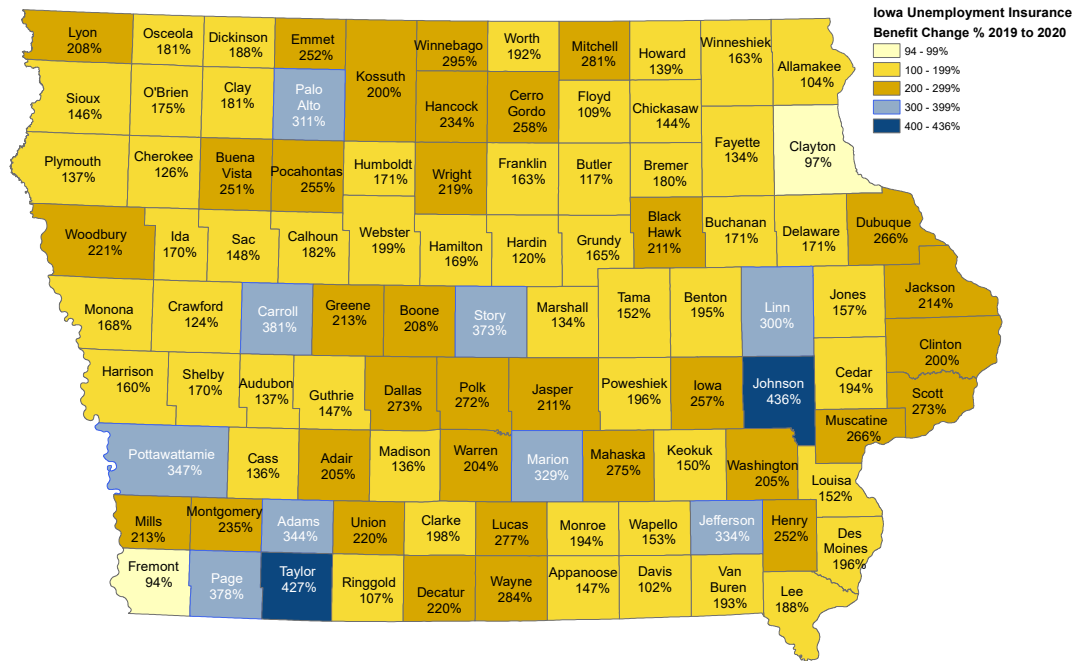 Iowa Unemployment Insurance
Benefit Change % 2019 to 2020
94 - 99%
100 - 199%
200 - 299%
300 - 399%
400 - 436%
Lyon
208%
Osceola
181%
Dickinson
188%
Emmet
252%
Kossuth
200%
Winnebago
295%
Worth
192%
Mitchell
281%
Howard
139%
Winneshiek
163%
Allamakee
104%
Sioux
146%
O'Brien
175%
Clay
181%
Palo
Alto
311%
Hancock
234%
Cerro
Gordo
258%
Floyd
109%
Chickasaw
144%
Fayette
134%
Clayton
97%
Plymouth
137%
Cherokee
126%
Buena
Vista
251%
Pocahontas
255%
Humboldt
171%
Wright
219%
Franklin
163%
Butler
117%
Bremer
180%
Woodbury
221%
Ida
170%
Sac
148%
Calhoun
182%
Webster
199%
Hamilton
169%
Hardin
120%
Grundy
165%
Black
Hawk
211%
Buchanan
171%
Delaware
171%
Dubuque
266%
Monona
168%
Crawford
124%
Carroll
381%
Greene
213%
Boone
208%
Story
373%
Marshall
134%
Tama
152%
Benton
195%
Linn
300%
Jones
157%
Jackson
214%
Clinton
200%
Harrison
160%
Shelby
170%
Audubon
137%
Guthrie
147%
Dallas
273%
Polk
272%
Jasper
211%
Poweshiek
196%
Iowa
257%
Johnson
436%
Cedar
194%
Scott
273%
Muscatine
266%
Pottawattamie
347%
Cass
136%
Adair
205%
Madison
136%
Warren
204%
Marion
329%
Mahaska
275%
Keokuk
150%
Washington
205%
Louisa
152%
Mills
213%
Montgomery
235%
Adams
344%
Union
220%
Clarke
198%
Lucas
277%
Monroe
194%
Wapello
153%
Jefferson
334%
Henry
252%
Des
Moines
196%
Fremont
94%
Page
378%
Taylor
427%
Ringgold
107%
Decatur
220%
Wayne
284%
Appanoose
147%
Davis
102%
Van
Buren
193%
Lee
188%